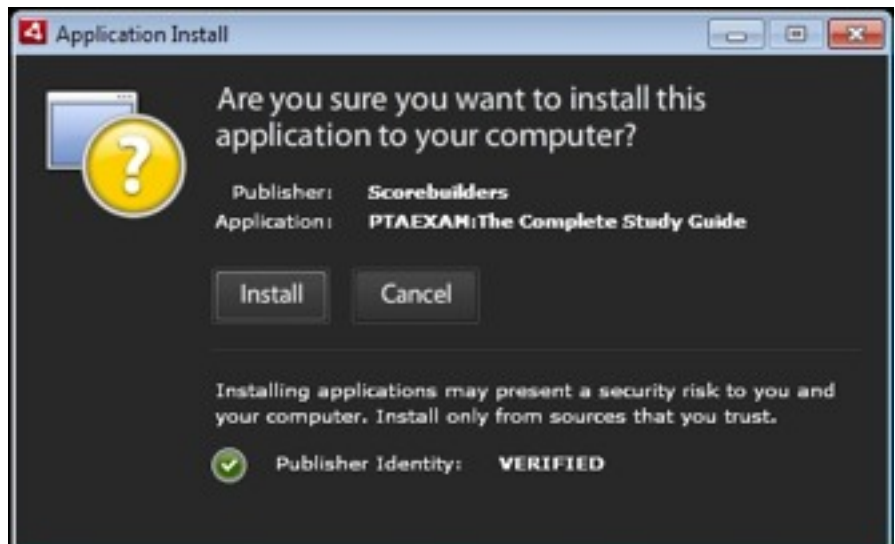 Application Install
Are you sure you want to install this
application to your computer?
Publisher: Scorebuilders
Application: PTAEXAM:The Complete Study Guide
Install Cancel
Installing applications may present a security risk to you and
your computer. Install only from sources that you trust.
Publisher Identity: VERIFIED